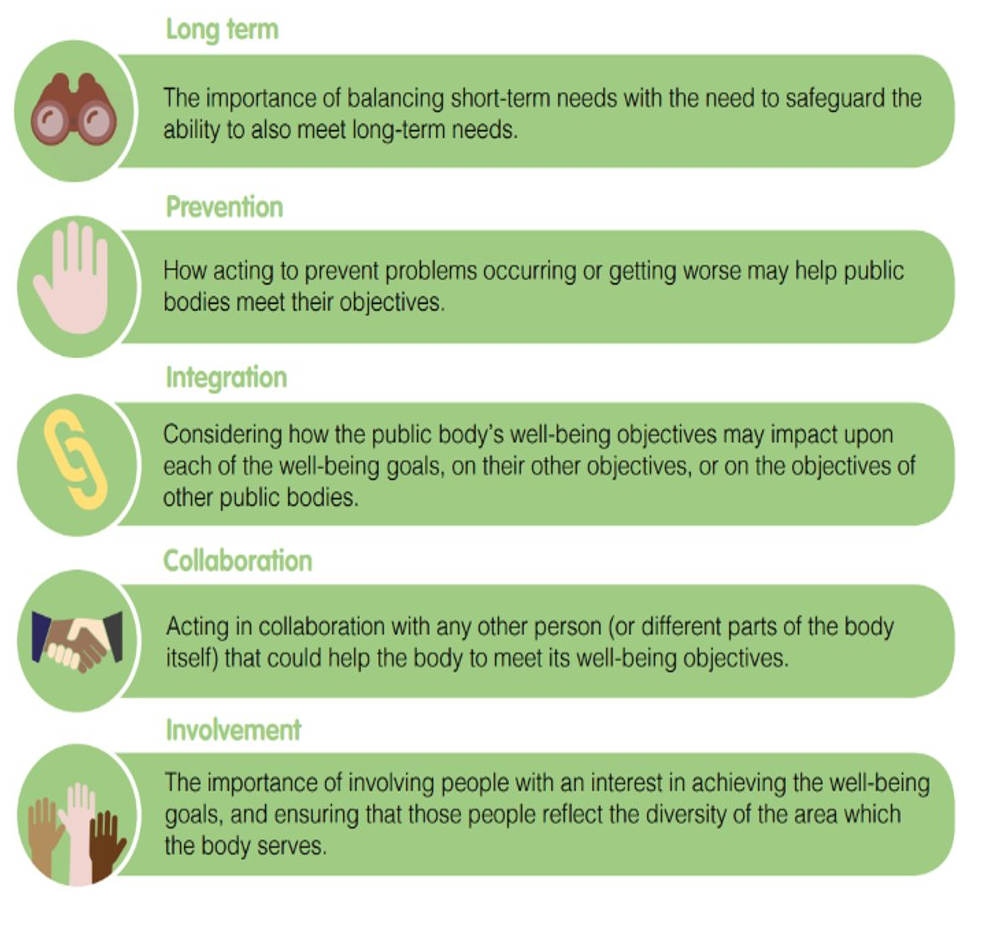 Long term
The importance of balancing short-term needs with the need to safeguard the
ability to also meet long-term needs.
Prevention
How acting to prevent problems occurring or getting worse may help public
bodies meet their objectives.
Integration
Considering how the public body’s well-being objectives may impact upon
each of the well-being goals, on their other objectives, or on the objectives of
other public bodies.
Collaboration
Acting in collaboration with any other person (or different parts of the body
itself) that could help the body to meet its well-being objectives.
Involvement
The importance of involving people with an interest in achieving the well-being
goals, and ensuring that those people reflect the diversity of the area which
the body serves.